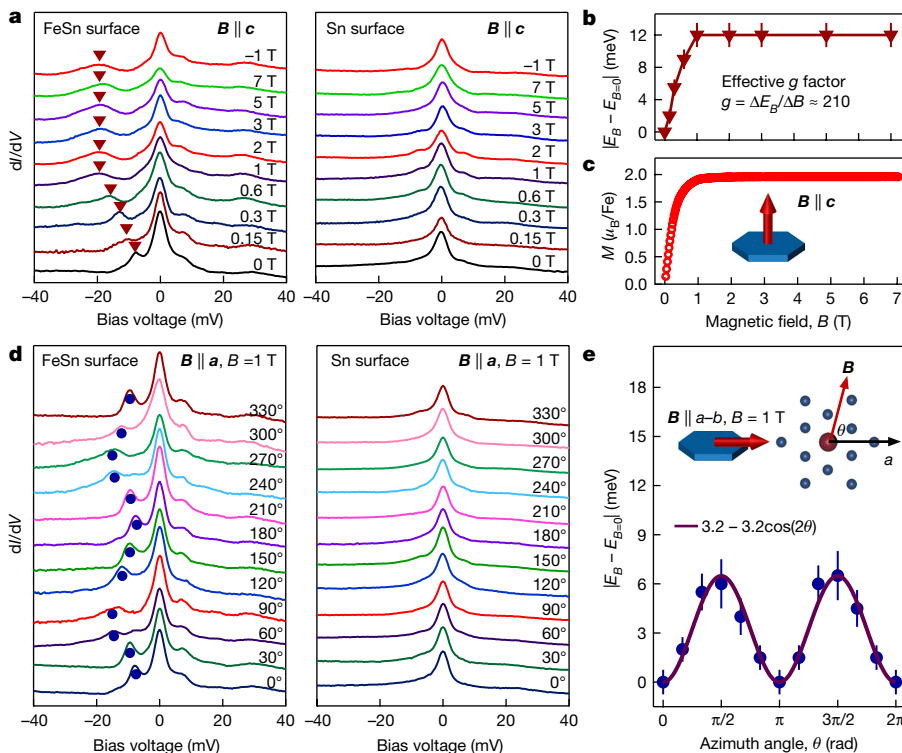 a
FeSn surface
B ∥ c
−1 T
7 T
5 T
3 T
2 T
1 T
0.6 T
0.3 T
0.15 T
0 T
dI/dV
−40 −20 0 20 40
Bias voltage (mV)
Sn surface
B ∥ c
−1 T
7 T
5 T
3 T
2 T
1 T
0.6 T
0.3 T
0.15 T
0 T
−40 −20 0 20 40
Bias voltage (mV)
b
12
8
4
0
|E_B − E_{B=0}| (meV)
Effective g factor
g = ΔE_B/ΔB ≈ 210
c
2.0
1.5
1.0
0.5
0.0
M (μ_B/Fe)
B ∥ c
0 1 2 3 4 5 6 7
Magnetic field, B (T)
d
FeSn surface
B ∥ a, B =1 T
330°
300°
270°
240°
210°
180°
150°
120°
90°
60°
30°
0°
dI/dV
−40 −20 0 20 40
Bias voltage (mV)
Sn surface
B ∥ a, B = 1 T
330°
300°
270°
240°
210°
180°
150°
120°
90°
60°
30°
0°
−40 −20 0 20 40
Bias voltage (mV)
e
18
15
12
9
6
3
0
|E_B − E_{B=0}| (meV)
B
B ∥ a–b, B = 1 T
θ
a
3.2 − 3.2cos(2θ)
0 π/2 π 3π/2 2π
Azimuth angle, θ (rad)